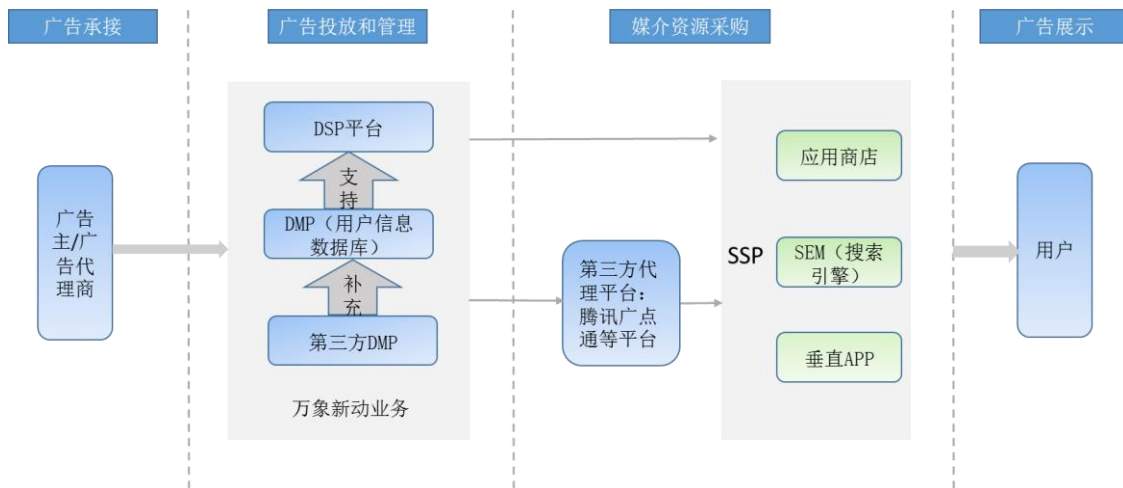 广告承接
广告投放和管理
媒介资源采购
广告展示
广告
主/广
告代
理商
DSP平台
支
持
DMP（用户信息
数据库）
补
充
第三方DMP
万象新动业务
第三方代
理平台：
腾讯广点
通等平台
SSP
应用商店
SEM（搜索
引擎）
垂直APP
用户